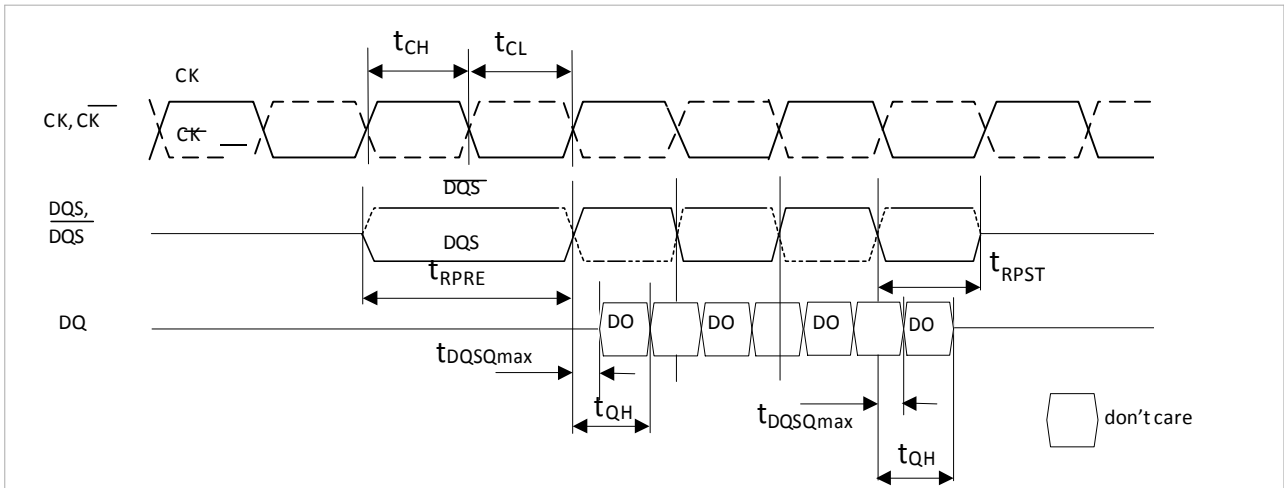 tCH
tCL
CK
CK, CK
CK
DQS
DQS,
DQS
DQS
tRPRE
tRPST
DQ
DO
DO
DO
DO
tDQSQmax
tQH
tDQSQmax
tQH
don't care